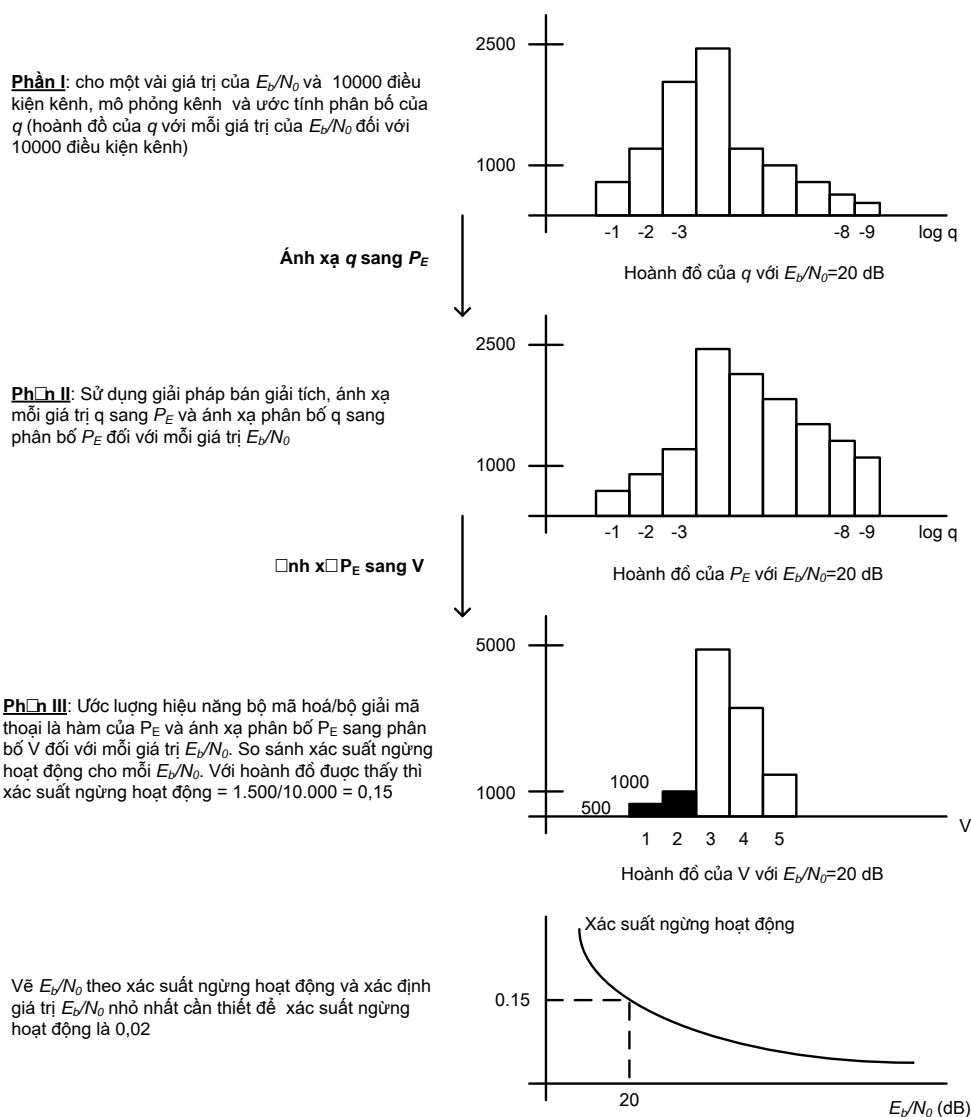 2500
Phần I: cho một vài giá trị của Eb/N0 và 10000 điều
kiện kênh, mô phỏng kênh và ước tính phân bố của
q (hoành đồ của q với mỗi giá trị của Eb/N0 đối với
10000 điều kiện kênh)
1000
-1 -2 -3 -8 -9 log q
Ánh xạ q sang PE
Hoành đồ của q với Eb/N0=20 dB
2500
Ph□n II: Sử dụng giải pháp bán giải tích, ánh xạ
mỗi giá trị q sang PE và ánh xạ phân bố q sang
phân bố PE đối với mỗi giá trị Eb/N0
1000
-1 -2 -3 -8 -9 log q
□nh x□ PE sang V
Hoành đồ của PE với Eb/N0=20 dB
5000
Ph□n III: Ước lượng hiệu năng bộ mã hoá/bộ giải mã
thoại là hàm của PE và ánh xạ phân bố PE sang phân
bố V đối với mỗi giá trị Eb/N0. So sánh xác suất ngừng
hoạt động cho mỗi Eb/N0. Với hoành đồ được thấy thì
xác suất ngừng hoạt động = 1.500/10.000 = 0,15
1000
1000
500
V
1 2 3 4 5
Hoành đồ của V với Eb/N0=20 dB
Xác suất ngừng hoạt động
Vẽ Eb/N0 theo xác suất ngừng hoạt động và xác định
giá trị Eb/N0 nhỏ nhất cần thiết để xác suất ngừng
hoạt động là 0,02
0.15
20
Eb/N0 (dB)